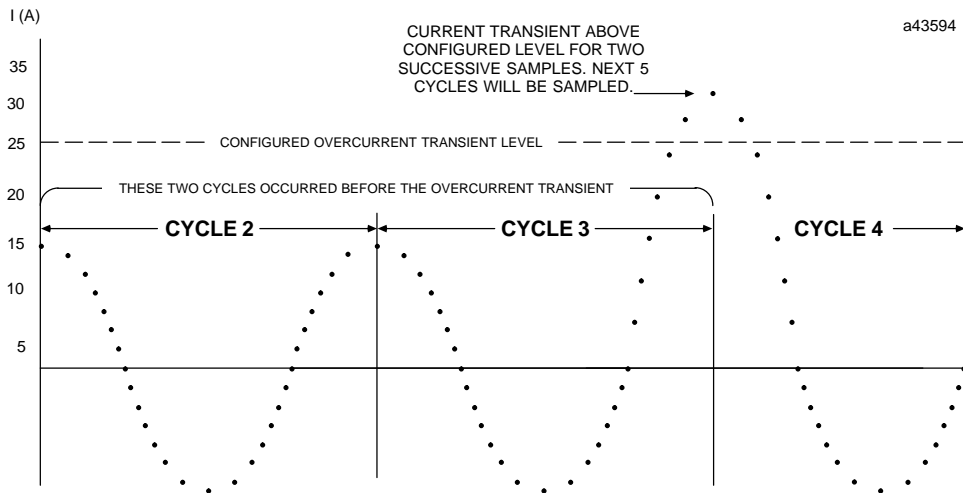 I (A)
a43594
CURRENT TRANSIENT ABOVE
CONFIGURED LEVEL FOR TWO
SUCCESSIVE SAMPLES. NEXT 5
CYCLES WILL BE SAMPLED.
35
30
25
CONFIGURED OVERCURRENT TRANSIENT LEVEL
20
THESE TWO CYCLES OCCURRED BEFORE THE OVERCURRENT TRANSIENT
CYCLE 2
CYCLE 3
CYCLE 4
15
10
5